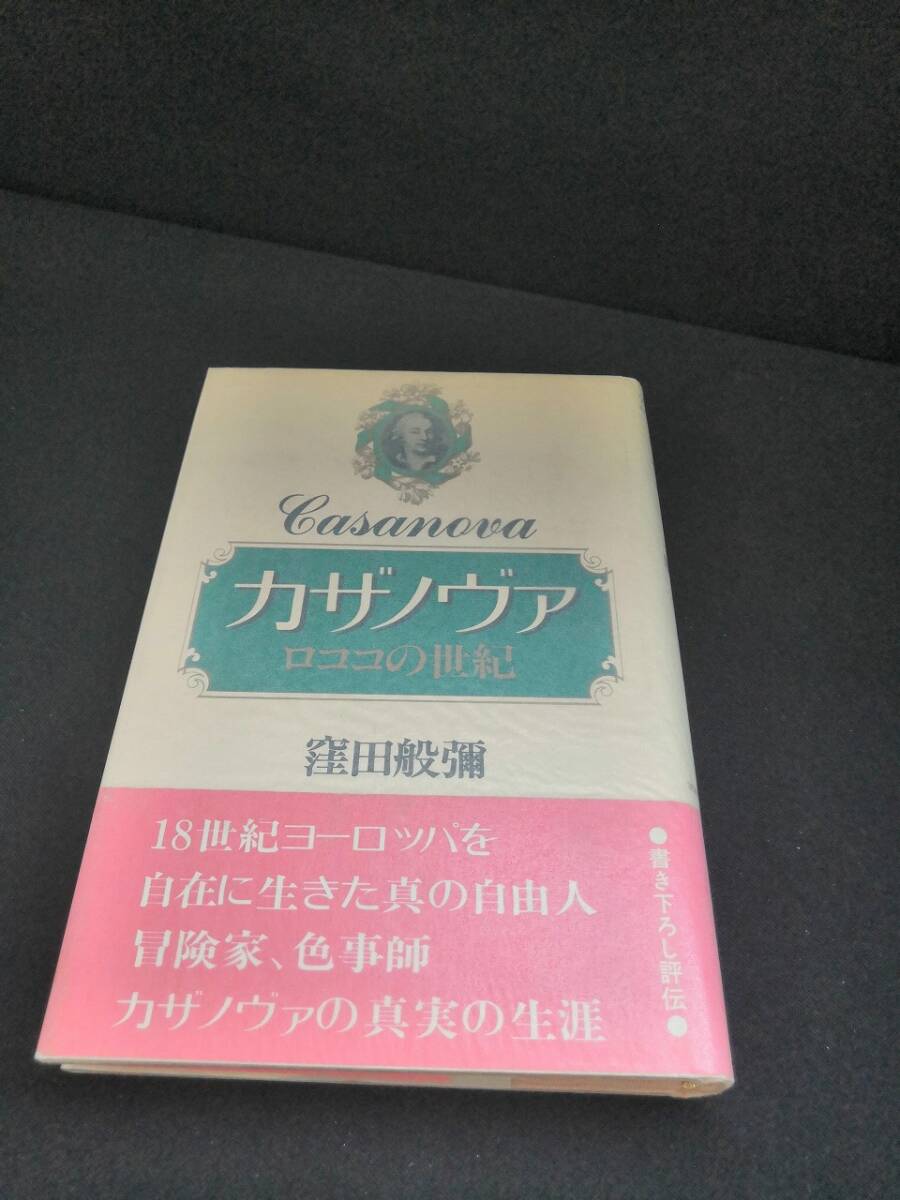 Casanova
カザノヴァ
ロココの世紀
窪田般彌
18世紀ヨーロッパを
自在に生きた真の自由人
冒険家、色事師
カザノヴァの真実の生涯
●書き下ろし評伝●